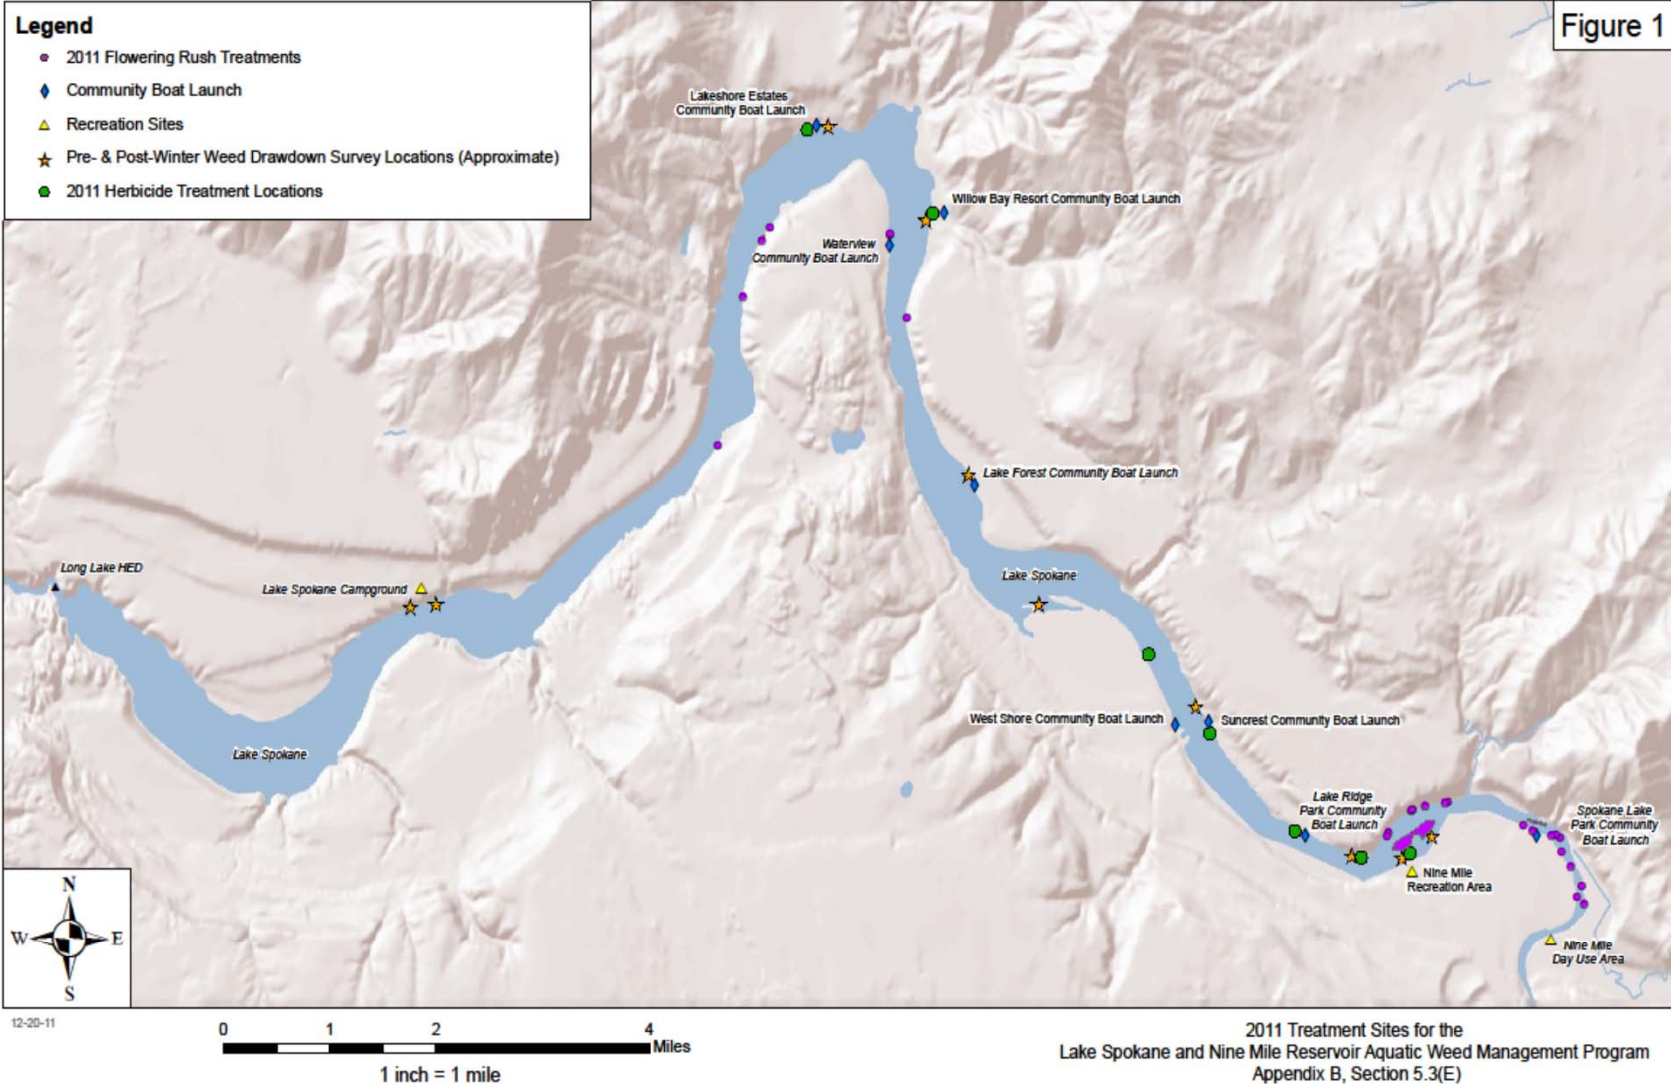 Legend
2011 Flowering Rush Treatments
Community Boat Launch
Recreation Sites
Pre- & Post-Winter Weed Drawdown Survey Locations (Approximate)
2011 Herbicide Treatment Locations
Figure 1
Lakeshore Estates
Community Boat Launch
Willow Bay Resort Community Boat Launch
Waterview
Community Boat Launch
Lake Forest Community Boat Launch
Long Lake HED
Lake Spokane Campground
Lake Spokane
Lake Spokane
West Shore Community Boat Launch
Suncrest Community Boat Launch
Lake Ridge
Park Community
Boat Launch
Spokane Lake
Park Community
Boat Launch
Nine Mile
Recreation Area
Nine Mile
Day Use Area
N
W E
S
12-20-11
0 1 2 4
Miles
1 inch = 1 mile
2011 Treatment Sites for the
Lake Spokane and Nine Mile Reservoir Aquatic Weed Management Program
Appendix B, Section 5.3(E)